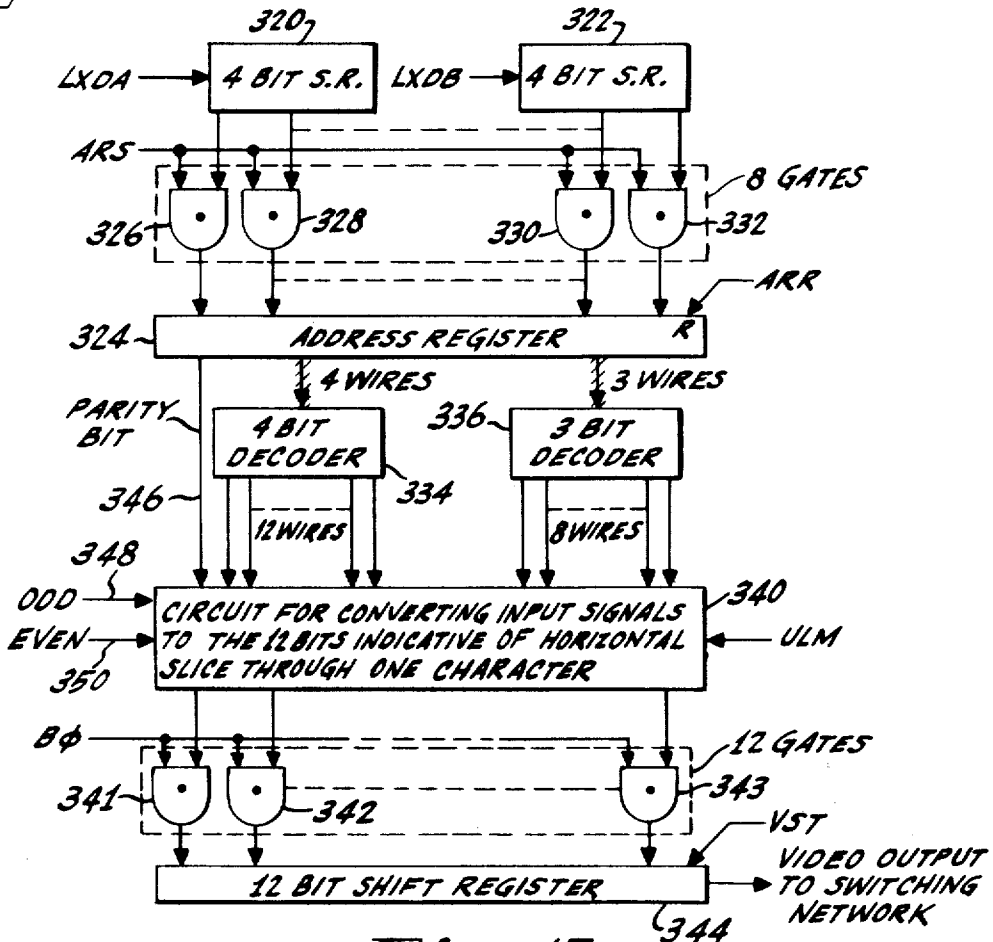 320
322
LXDA
4 BIT S.R.
LXDB
4 BIT S.R.
ARS
8 GATES
326
328
330
332
ARR
324
ADDRESS REGISTER
R
4 WIRES
3 WIRES
PARITY
BIT
4 BIT
DECODER
336
3 BIT
DECODER
334
346
12 WIRES
8 WIRES
348
ODD
340
CIRCUIT FOR CONVERTING INPUT SIGNALS
TO THE 12 BITS INDICATIVE OF HORIZONTAL
SLICE THROUGH ONE CHARACTER
EVEN
ULM
350
BΦ
12 GATES
341
342
343
VST
12 BIT SHIFT REGISTER
VIDEO OUTPUT
TO SWITCHING
NETWORK
344